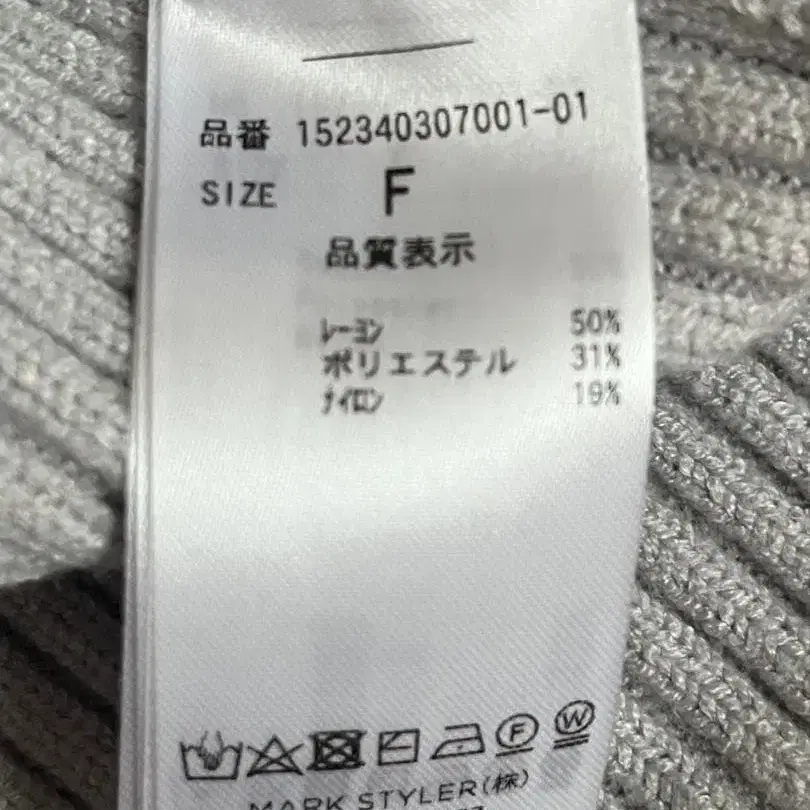 品番 152340307001-01
SIZE F
品質表示
ﾚｰﾖﾝ 50%
ポリエステル 31%
ﾅｲﾛﾝ 19%
F W
MARK STYLER(株)